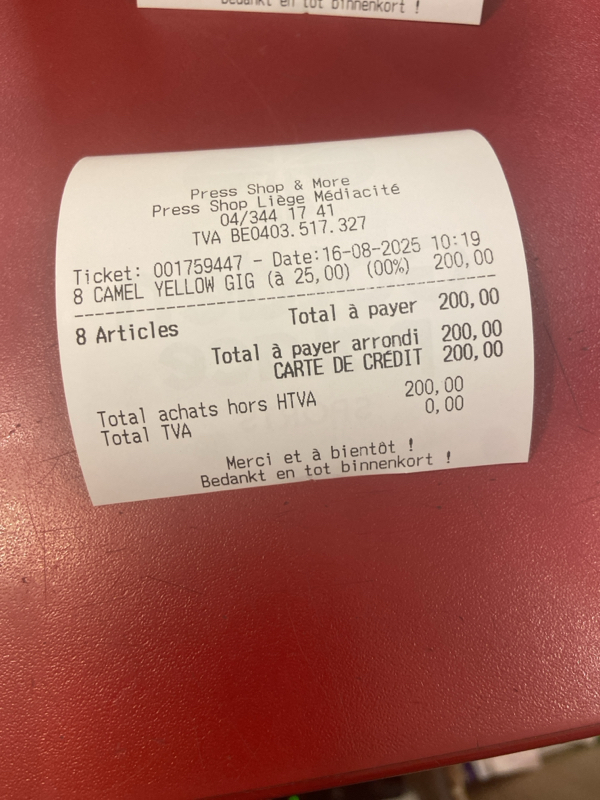 Bedankt en tot binnenkort !
Press Shop & More
Press Shop Liège Médiacité
04/344 17 41
TVA BE0403.517.327
Ticket: 001759447 - Date:16-08-2025 10:19
8 CAMEL YELLOW GIG (à 25,00) (00%) 200,00
8 Articles Total à payer 200,00
Total à payer arrondi 200,00
CARTE DE CRÉDIT 200,00
Total achats hors HTVA 200,00
Total TVA 0,00
Merci et à bientôt !
Bedankt en tot binnenkort !